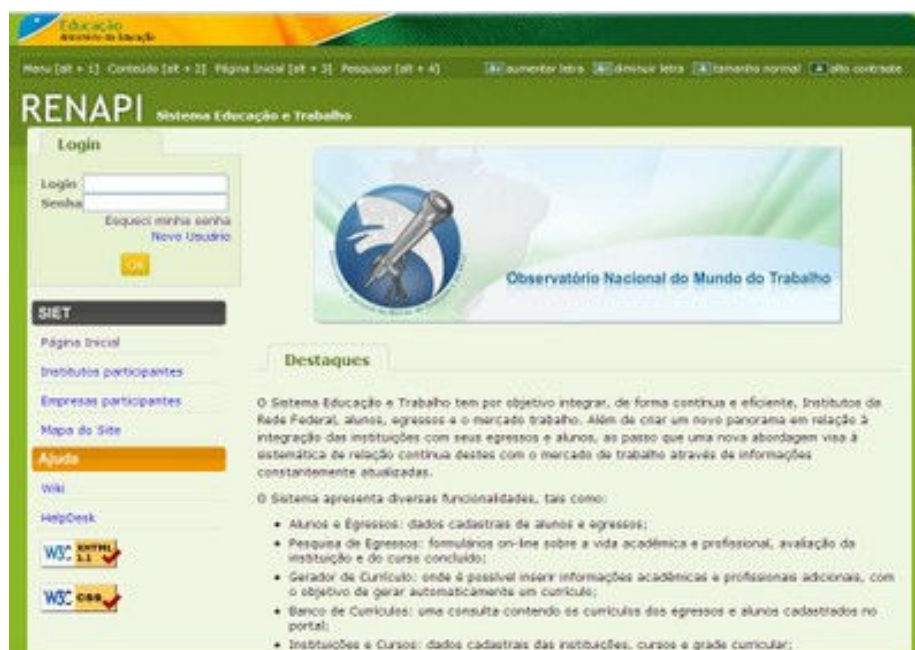 Educação
Ministério da Educação
Menu [alt + 1] Conteúdo [alt + 2] Página Inicial [alt + 3] Pesquisar [alt + 4] A+ aumentar letra A- diminuir letra A tamanho normal A alto contraste
RENAPI Sistema Educação e Trabalho
Login
Login
Senha
Esqueci minha senha
Novo Usuário
OK
Observatório Nacional do Mundo do Trabalho
SIET
Página Inicial
Institutos participantes
Empresas participantes
Mapa do Site
Ajuda
Wiki
HelpDesk
W3C XHTML 1.1
W3C CSS
Destaques
O Sistema Educação e Trabalho tem por objetivo integrar, de forma contínua e eficiente, Institutos da
Rede Federal, alunos, egressos e o mercado trabalho. Além de criar um novo panorama em relação à
integração das instituições com seus egressos e alunos, ao passo que uma nova abordagem visa à
sistemática de relação contínua destes com o mercado de trabalho através de informações
constantemente atualizadas.
O Sistema apresenta diversas funcionalidades, tais como:
• Alunos e Egressos: dados cadastrais de alunos e egressos;
• Pesquisa de Egressos: formulários on-line sobre a vida acadêmica e profissional, avaliação da
instituição e do curso concluído;
• Gerador de Currículo: onde é possível inserir informações acadêmicas e profissionais adicionais, com
o objetivo de gerar automaticamente um currículo;
• Banco de Currículos: uma consulta contendo os currículos dos egressos e alunos cadastrados no
portal;
• Instituições e Cursos: dados cadastrais das instituições, cursos e grade curricular;